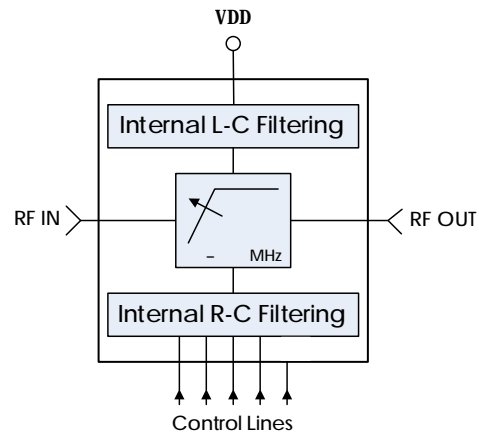 VDD
Internal L-C Filtering
RF IN
RF OUT
– MHz
Internal R-C Filtering
Control Lines